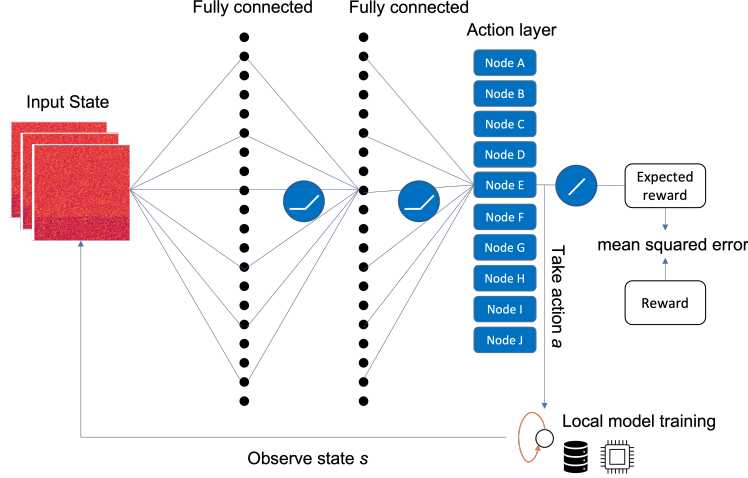 Fully connected
Fully connected
Action layer
Input State
Node A
Node B
Node C
Node D
Node E
Node F
Node G
Node H
Node I
Node J
Expected
reward
mean squared error
Reward
Take action a
Local model training
Observe state s